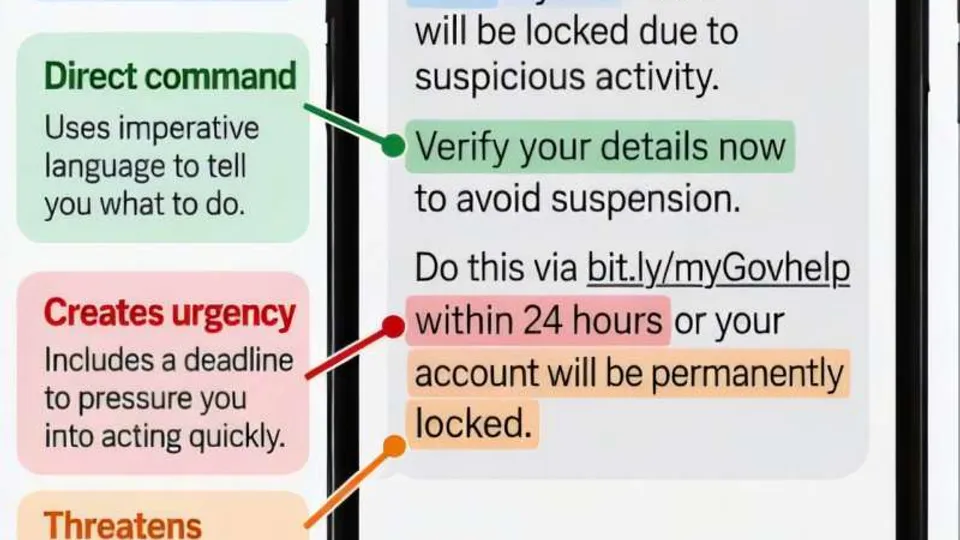 Direct command
Uses imperative
language to tell
you what to do.
Creates urgency
Includes a deadline
to pressure you
into acting quickly.
Threatens
will be locked due to
suspicious activity.
Verify your details now
to avoid suspension.
Do this via bit.ly/myGovhelp
within 24 hours or your
account will be permanently
locked.